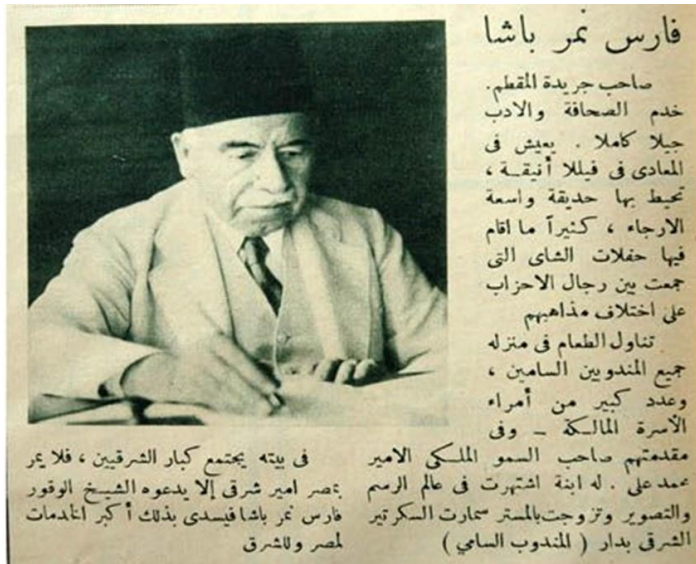 فارس نمر باشا
صاحب جريدة المقطم.
خدم الصحافة والادب
جيلا كاملا . يعيش فى
المعادى فى فيللا أنيقة ،
تحيط بها حديقة واسعة
الارجاء ، كثيراً ما اقام
فيها حفلات الشاى التى
جمعت بين رجال الاحزاب
على اختلاف مذاهبهم
تناول الطعام فى منزله
جميع المندوبين السامين ،
وعدد كبير من أمراء
الأسرة المالكة ــ وفى
مقدمتهم صاحب السمو الملكى الامير
محمد على . له ابنة اشتهرت فى عالم الرسم
والتصوير وتزوجت بالمستر سمارت السكرتير
الشرقى بدار ( المندوب السامي )
فى بيته يجتمع كبار الشرقيين ، فلا يمر
بمصر امير شرقى إلا يدعوه الشيخ الوقور
فارس نمر باشا فيسدى بذلك أكبر الخدمات
لمصر وللشرق